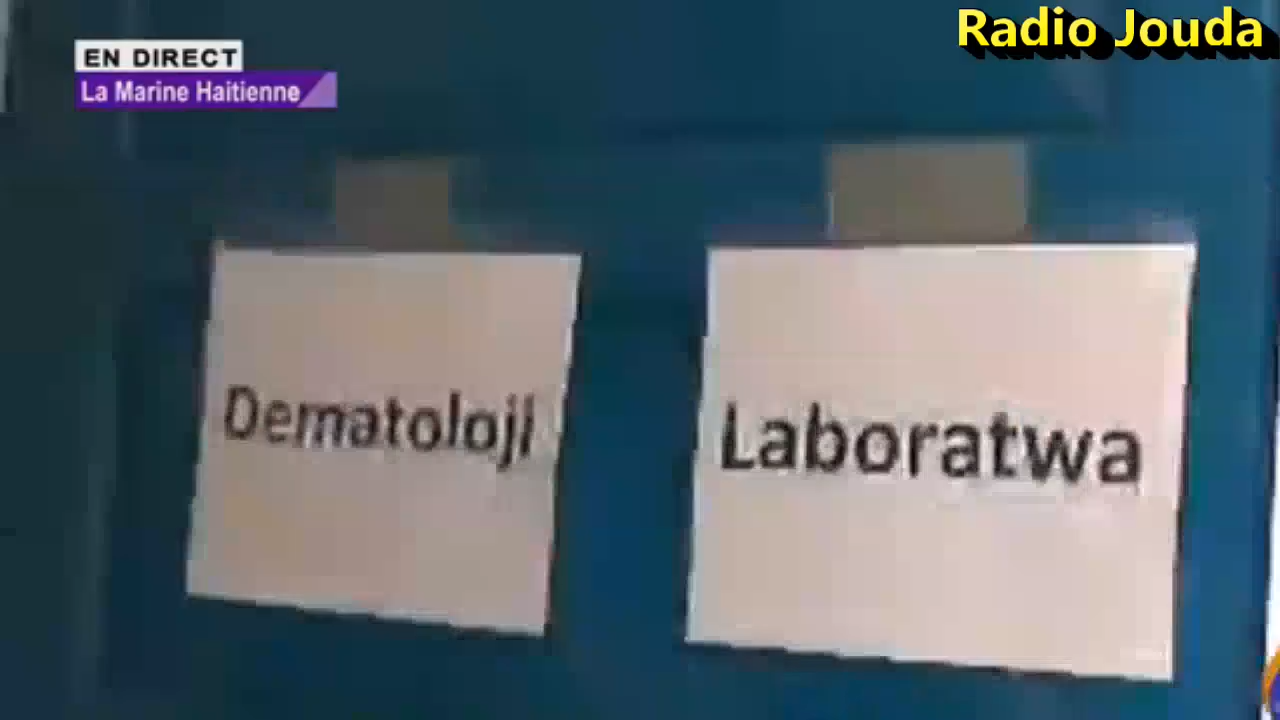 Radio Jouda
EN DIRECT
La Marine Haitienne
Dematoloji
Laboratwa